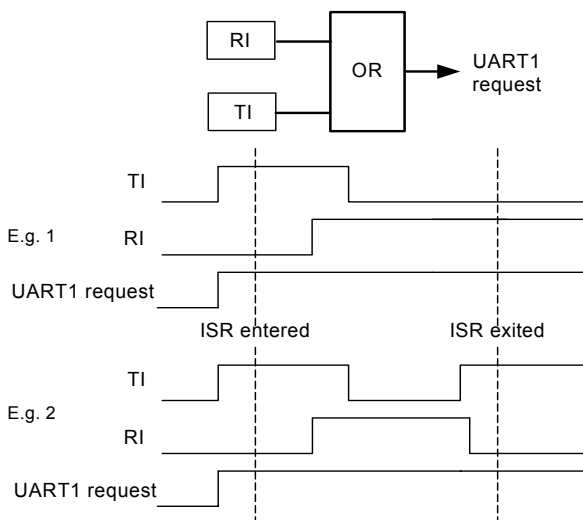 RI
OR
UART1
request
TI
TI
E.g. 1
RI
UART1 request
ISR entered
ISR exited
TI
E.g. 2
RI
UART1 request